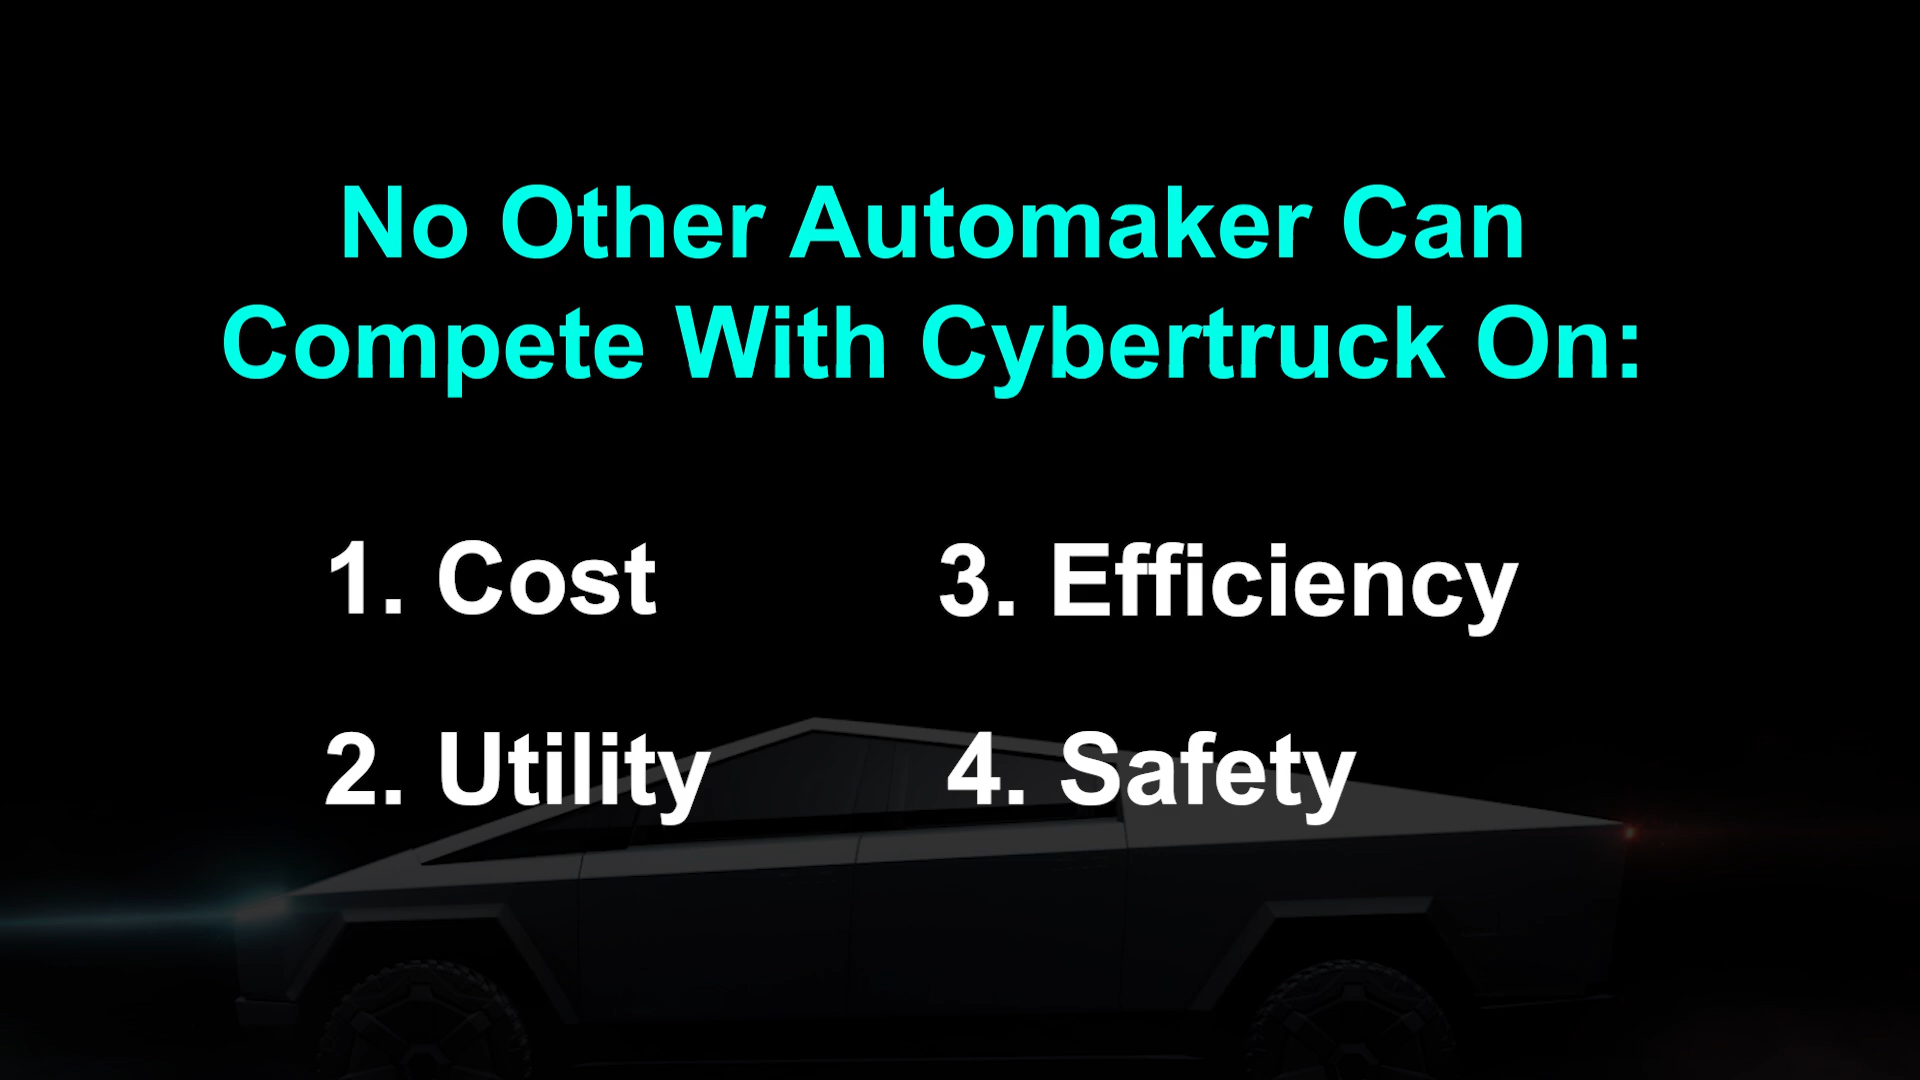 No Other Automaker Can
Compete With Cybertruck On:
1. Cost
2. Utility
3. Efficiency
4. Safety